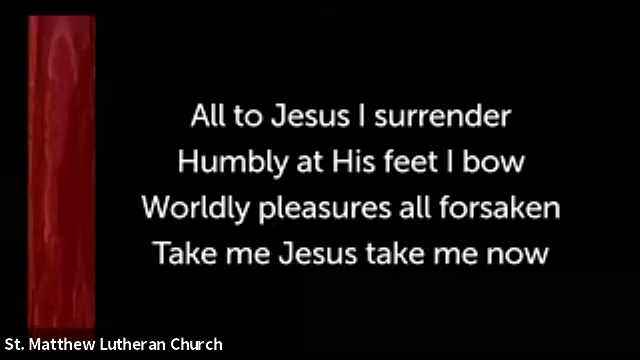 All to Jesus I surrender
Humbly at His feet I bow
Worldly pleasures all forsaken
Take me Jesus take me now
St. Matthew Lutheran Church